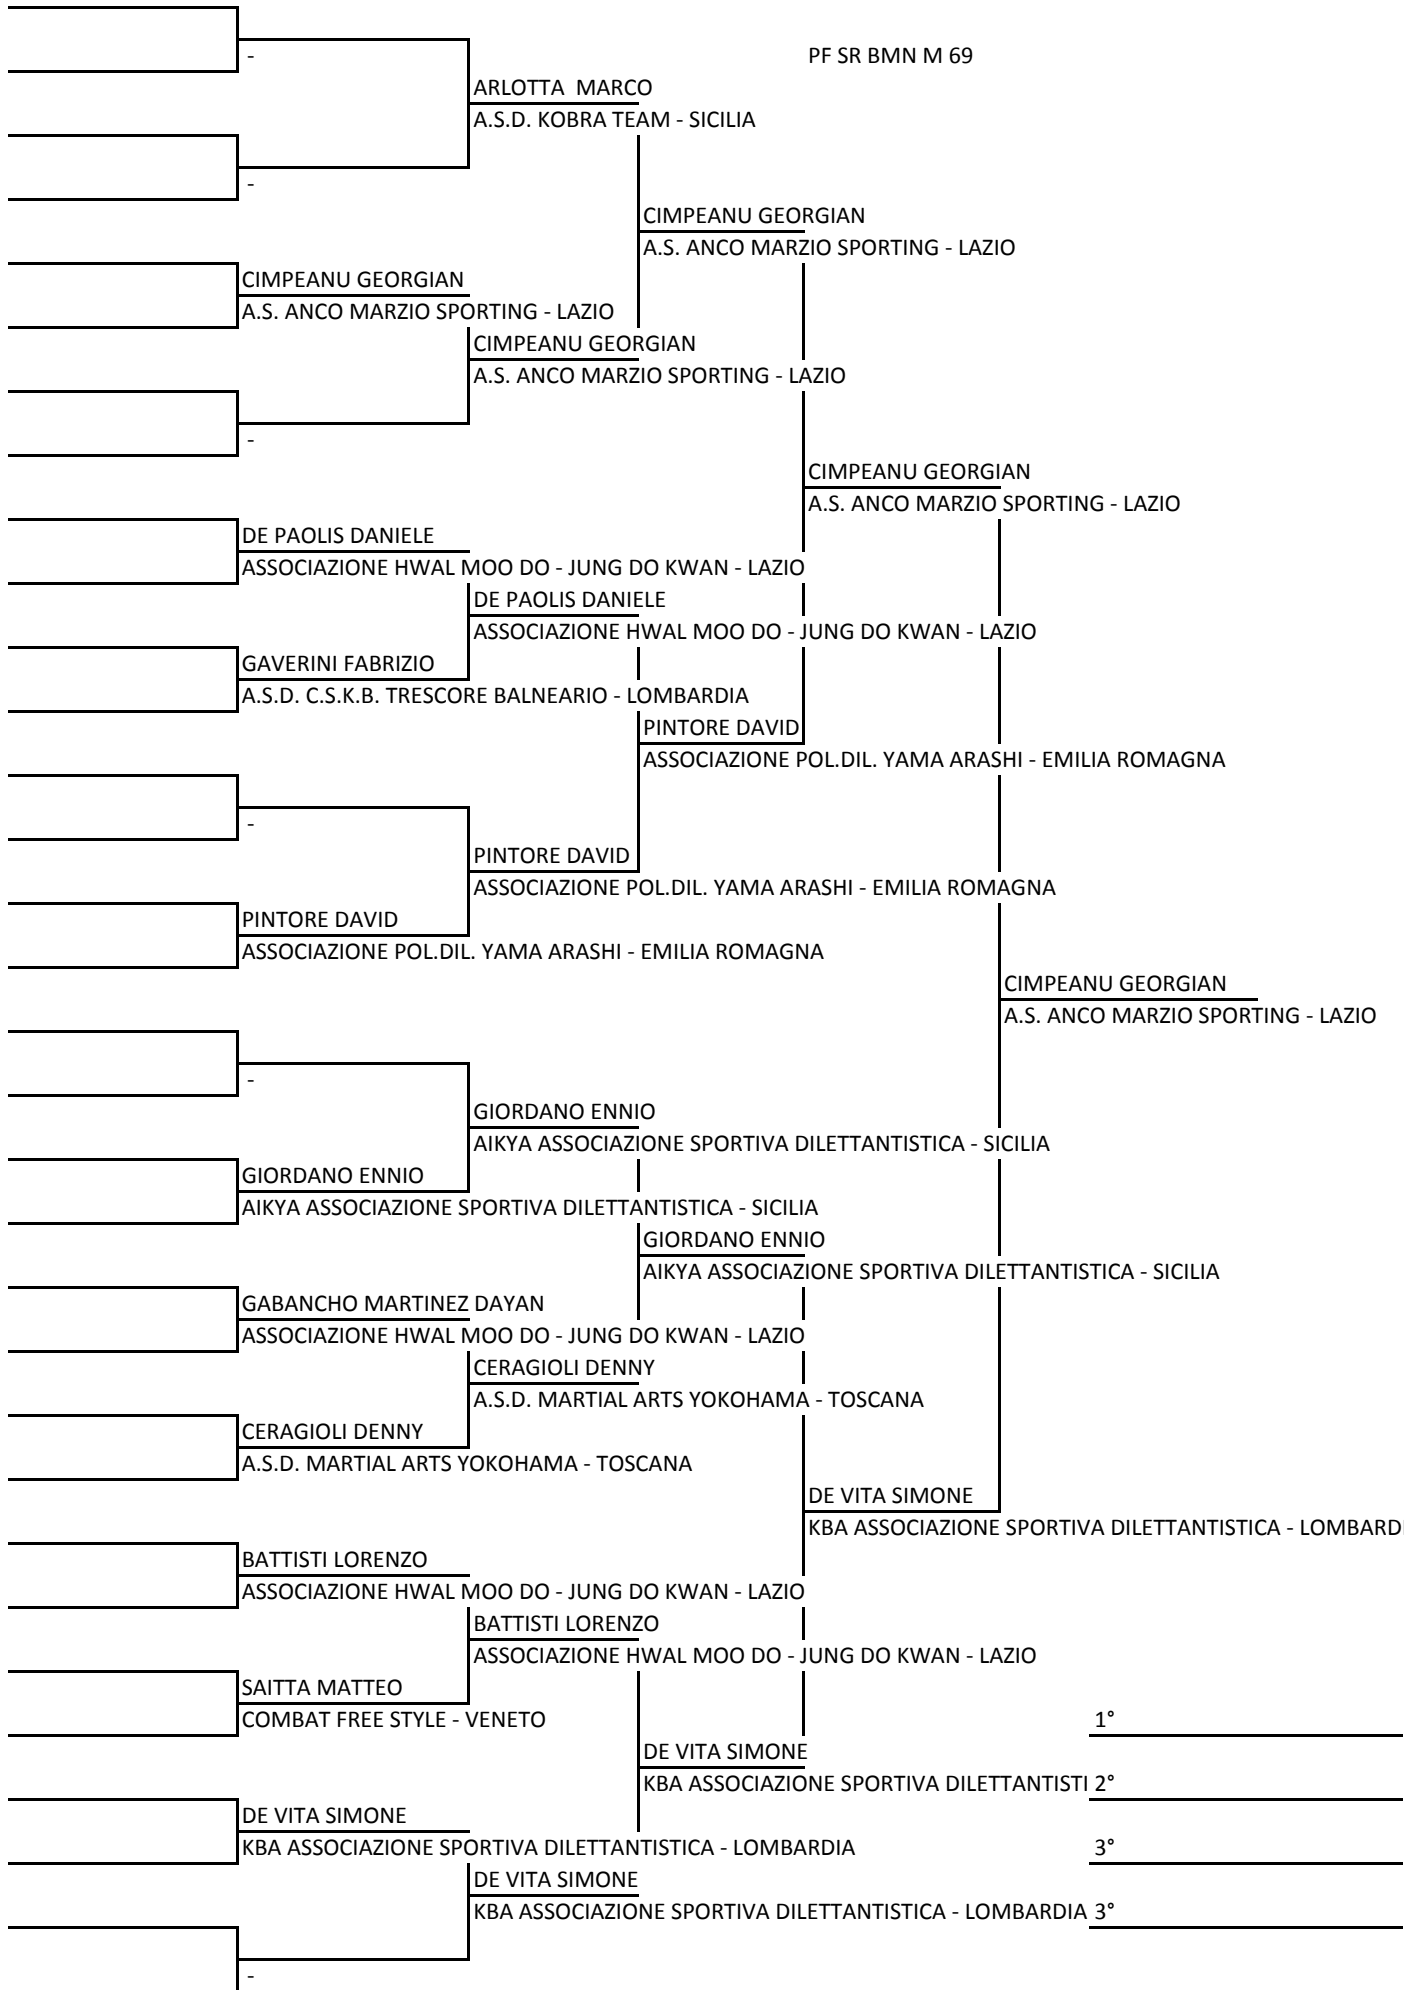 -
PF SR BMN M 69
ARLOTTA  MARCO
A.S.D. KOBRA TEAM - SICILIA
-
CIMPEANU GEORGIAN
A.S. ANCO MARZIO SPORTING - LAZIO
CIMPEANU GEORGIAN
A.S. ANCO MARZIO SPORTING - LAZIO
CIMPEANU GEORGIAN
A.S. ANCO MARZIO SPORTING - LAZIO
-
CIMPEANU GEORGIAN
A.S. ANCO MARZIO SPORTING - LAZIO
DE PAOLIS DANIELE
ASSOCIAZIONE HWAL MOO DO - JUNG DO KWAN - LAZIO
DE PAOLIS DANIELE
ASSOCIAZIONE HWAL MOO DO - JUNG DO KWAN - LAZIO
GAVERINI FABRIZIO
A.S.D. C.S.K.B. TRESCORE BALNEARIO - LOMBARDIA
PINTORE DAVID
ASSOCIAZIONE POL.DIL. YAMA ARASHI - EMILIA ROMAGNA
-
PINTORE DAVID
ASSOCIAZIONE POL.DIL. YAMA ARASHI - EMILIA ROMAGNA
PINTORE DAVID
ASSOCIAZIONE POL.DIL. YAMA ARASHI - EMILIA ROMAGNA
CIMPEANU GEORGIAN
A.S. ANCO MARZIO SPORTING - LAZIO
-
GIORDANO ENNIO
AIKYA ASSOCIAZIONE SPORTIVA DILETTANTISTICA - SICILIA
GIORDANO ENNIO
AIKYA ASSOCIAZIONE SPORTIVA DILETTANTISTICA - SICILIA
GIORDANO ENNIO
AIKYA ASSOCIAZIONE SPORTIVA DILETTANTISTICA - SICILIA
GABANCHO MARTINEZ DAYAN
ASSOCIAZIONE HWAL MOO DO - JUNG DO KWAN - LAZIO
CERAGIOLI DENNY
A.S.D. MARTIAL ARTS YOKOHAMA - TOSCANA
CERAGIOLI DENNY
A.S.D. MARTIAL ARTS YOKOHAMA - TOSCANA
DE VITA SIMONE
KBA ASSOCIAZIONE SPORTIVA DILETTANTISTICA - LOMBARDI
BATTISTI LORENZO
ASSOCIAZIONE HWAL MOO DO - JUNG DO KWAN - LAZIO
BATTISTI LORENZO
ASSOCIAZIONE HWAL MOO DO - JUNG DO KWAN - LAZIO
SAITTA MATTEO
COMBAT FREE STYLE - VENETO
1°
DE VITA SIMONE
KBA ASSOCIAZIONE SPORTIVA DILETTANTISTI
2°
DE VITA SIMONE
KBA ASSOCIAZIONE SPORTIVA DILETTANTISTICA - LOMBARDIA
3°
DE VITA SIMONE
KBA ASSOCIAZIONE SPORTIVA DILETTANTISTICA - LOMBARDIA
3°
-